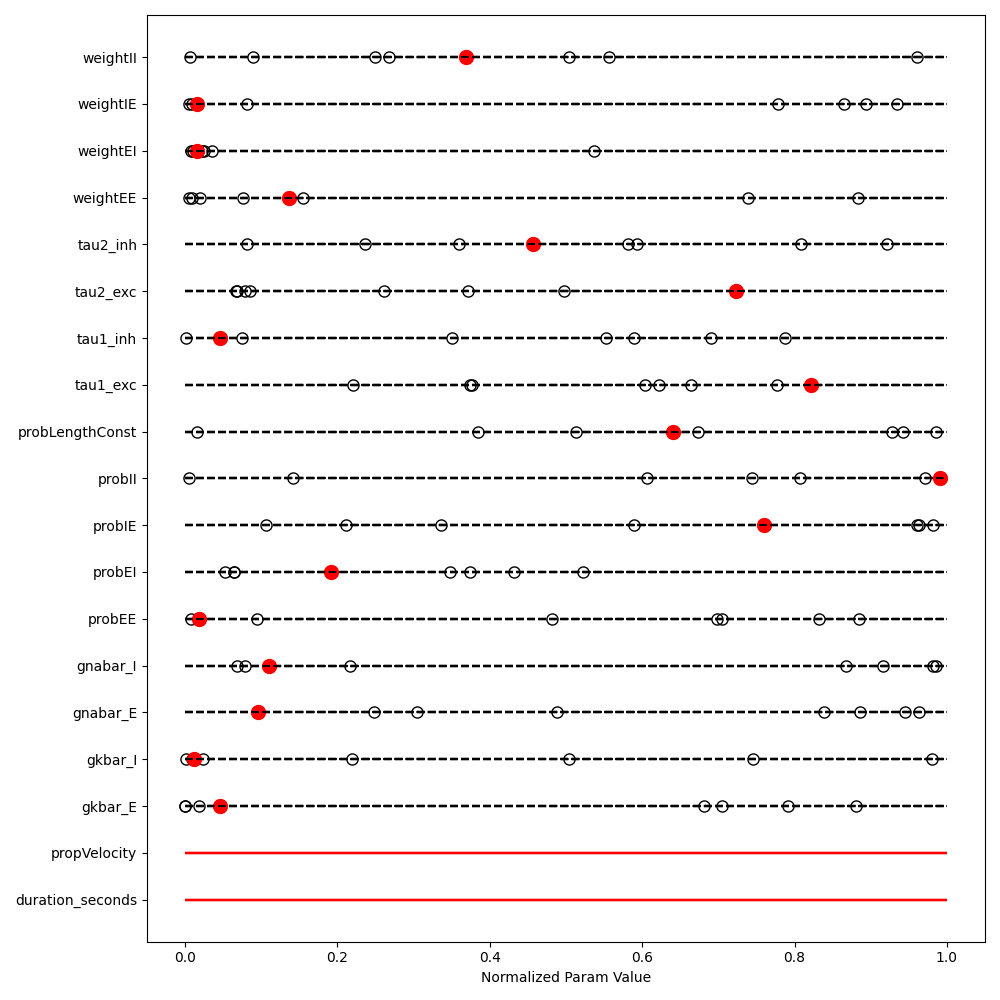 weightII
weightIE
weightEI
weightEE
tau2_inh
tau2_exc
tau1_inh
tau1_exc
probLengthConst
probII
probIE
probEI
probEE
gnabar_I
gnabar_E
gkbar_I
gkbar_E
propVelocity
duration_seconds
0.0 0.2 0.4 0.6 0.8 1.0
Normalized Param Value